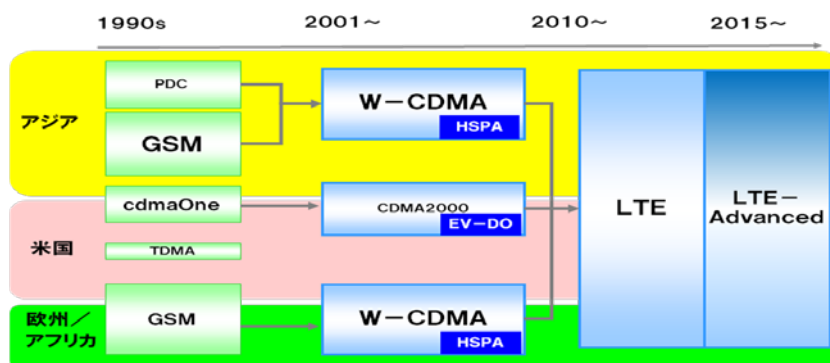 1990s
2001～
2010～
2015～
アジア
PDC
GSM
W－CDMA
HSPA
cdmaOne
CDMA2000
EV－DO
米国
TDMA
欧州／
アフリカ
GSM
W－CDMA
HSPA
LTE
LTE－
Advanced